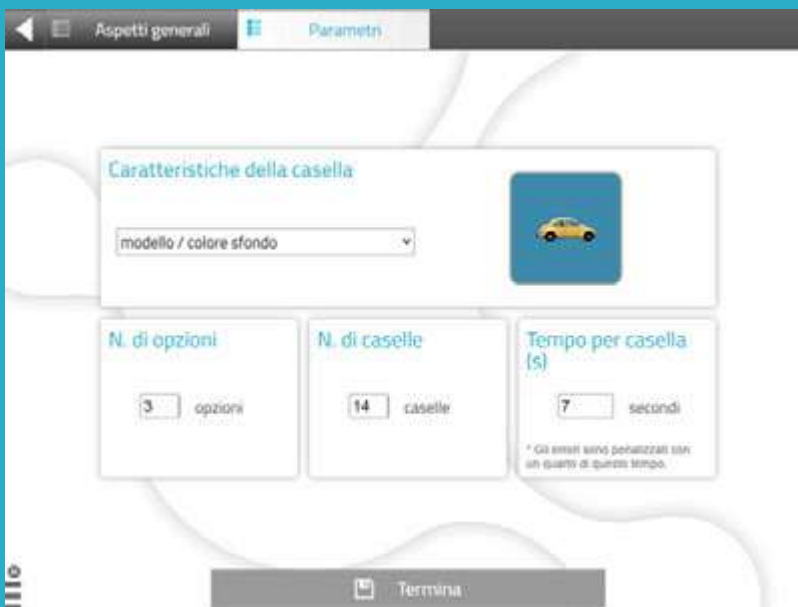 Aspetti generali
Parametri
Caratteristiche della casella
modello / colore sfondo
N. di opzioni
3 opzioni
N. di caselle
14 caselle
Tempo per casella
(s)
7 secondi
* Gli errori sono penalizzati con
un quarto di questo tempo.
Termina